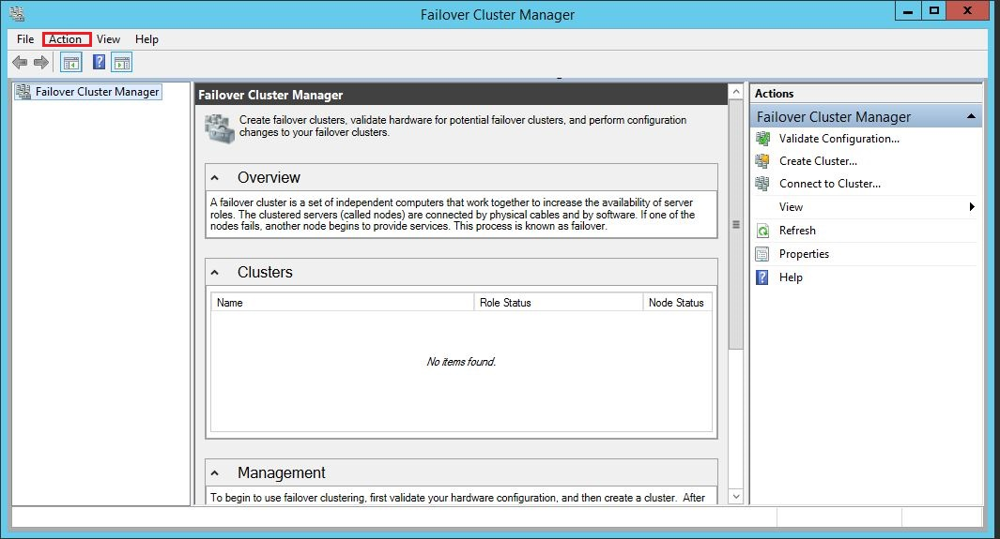 Failover Cluster Manager
File Action View Help
Failover Cluster Manager
Failover Cluster Manager
Create failover clusters, validate hardware for potential failover clusters, and perform configuration
changes to your failover clusters.
Overview
A failover cluster is a set of independent computers that work together to increase the availability of server
roles. The clustered servers (called nodes) are connected by physical cables and by software. If one of the
nodes fails, another node begins to provide services. This process is known as failover.
Clusters
Name Role Status Node Status
No items found.
Management
To begin to use failover clustering, first validate your hardware configuration, and then create a cluster. After
Actions
Failover Cluster Manager
Validate Configuration...
Create Cluster...
Connect to Cluster...
View
Refresh
Properties
Help